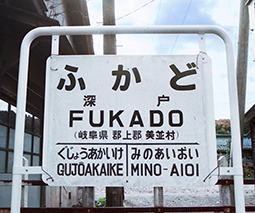 ふかど
深戸
FUKADO
(岐阜県 郡上郡 美並村)
ぐじょうあかいけ みのあいおい
GUJŌAKAIKE MINO-AIOI